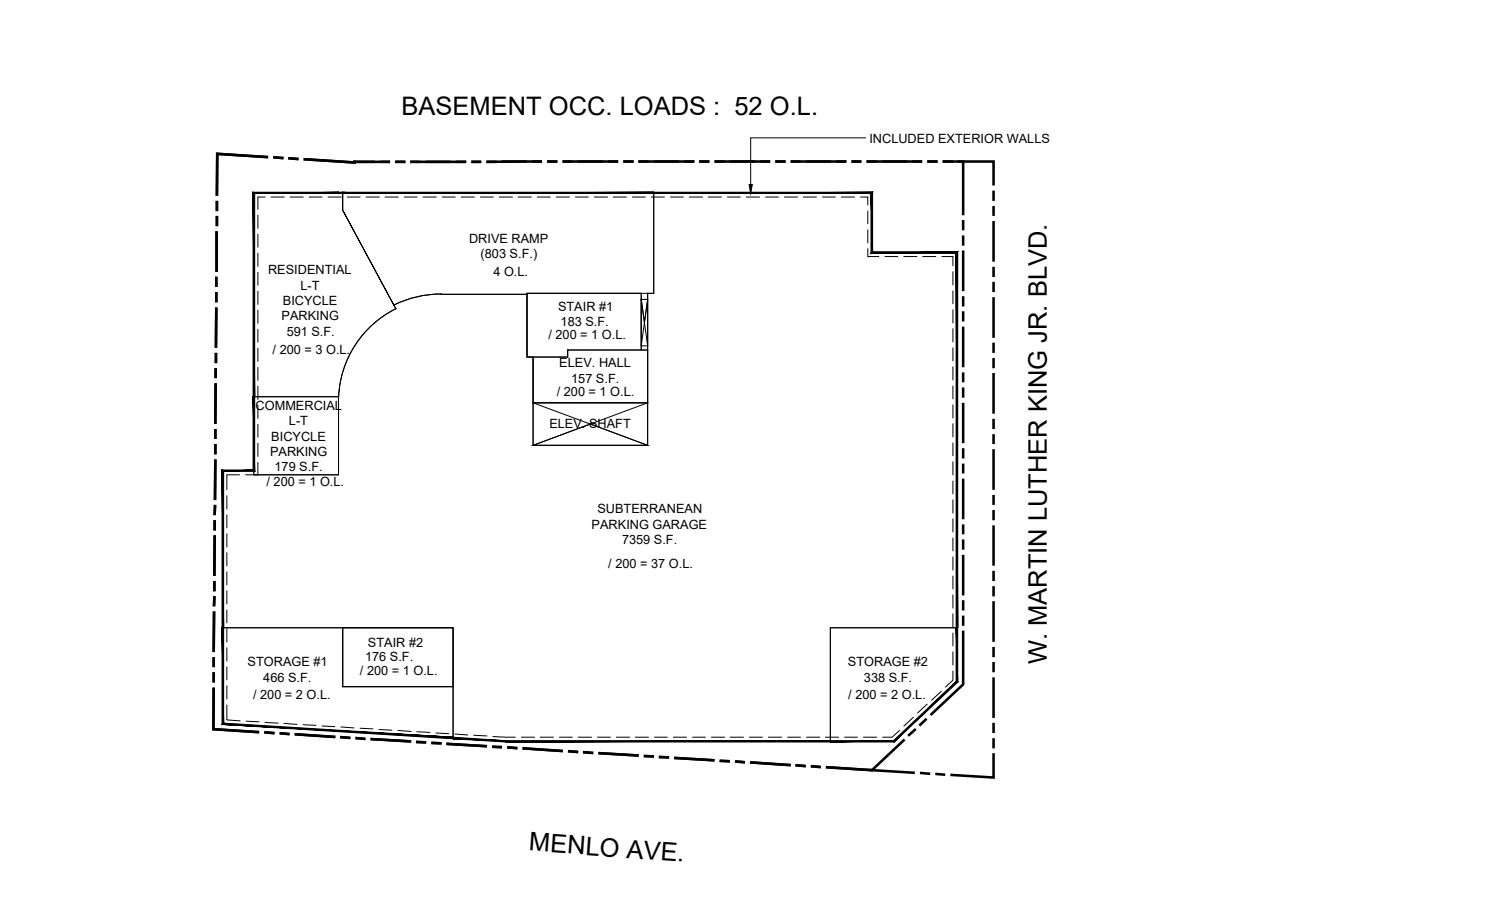 BASEMENT OCC. LOADS : 52 O.L.
INCLUDED EXTERIOR WALLS
DRIVE RAMP
(803 S.F.)
4 O.L.
RESIDENTIAL
L-T
BICYCLE
PARKING
591 S.F.
/ 200 = 3 O.L.
STAIR #1
183 S.F.
/ 200 = 1 O.L.
ELEV. HALL
157 S.F.
/ 200 = 1 O.L.
ELEV. SHAFT
COMMERCIAL
L-T
BICYCLE
PARKING
179 S.F.
/ 200 = 1 O.L.
SUBTERRANEAN
PARKING GARAGE
7359 S.F.
/ 200 = 37 O.L.
STORAGE #1
466 S.F.
/ 200 = 2 O.L.
STAIR #2
176 S.F.
/ 200 = 1 O.L.
STORAGE #2
338 S.F.
/ 200 = 2 O.L.
W. MARTIN LUTHER KING JR. BLVD.
MENLO AVE.